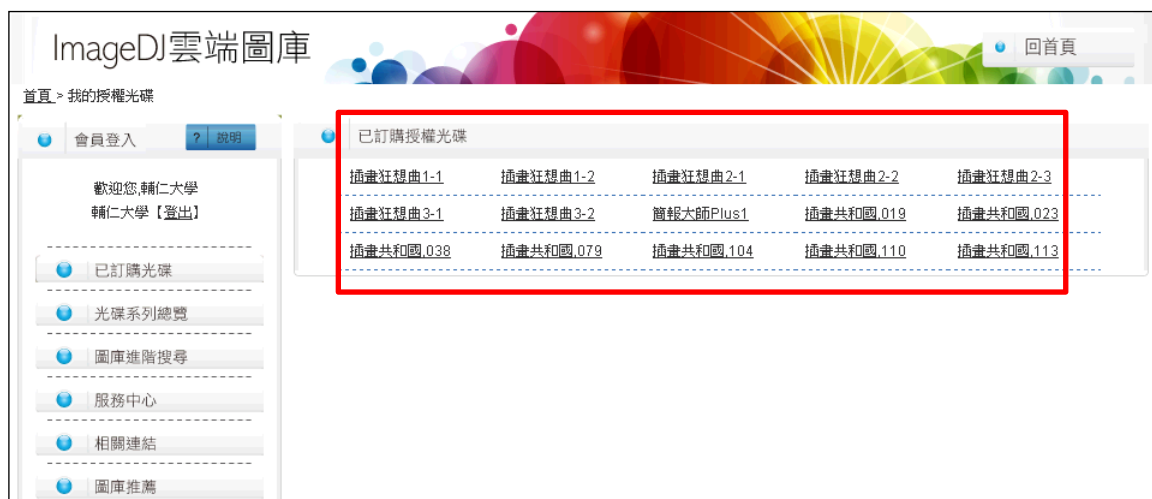 ImageDJ雲端圖庫
回首頁
首頁 > 我的授權光碟
會員登入 ? 說明
歡迎您,輔仁大學
輔仁大學【登出】
已訂購光碟
光碟系列總覽
圖庫進階搜尋
服務中心
相關連結
圖庫推薦
已訂購授權光碟
插畫狂想曲1-1 插畫狂想曲1-2 插畫狂想曲2-1 插畫狂想曲2-2 插畫狂想曲2-3
插畫狂想曲3-1 插畫狂想曲3-2 簡報大師Plus1 插畫共和國,019 插畫共和國,023
插畫共和國,038 插畫共和國,079 插畫共和國,104 插畫共和國,110 插畫共和國,113